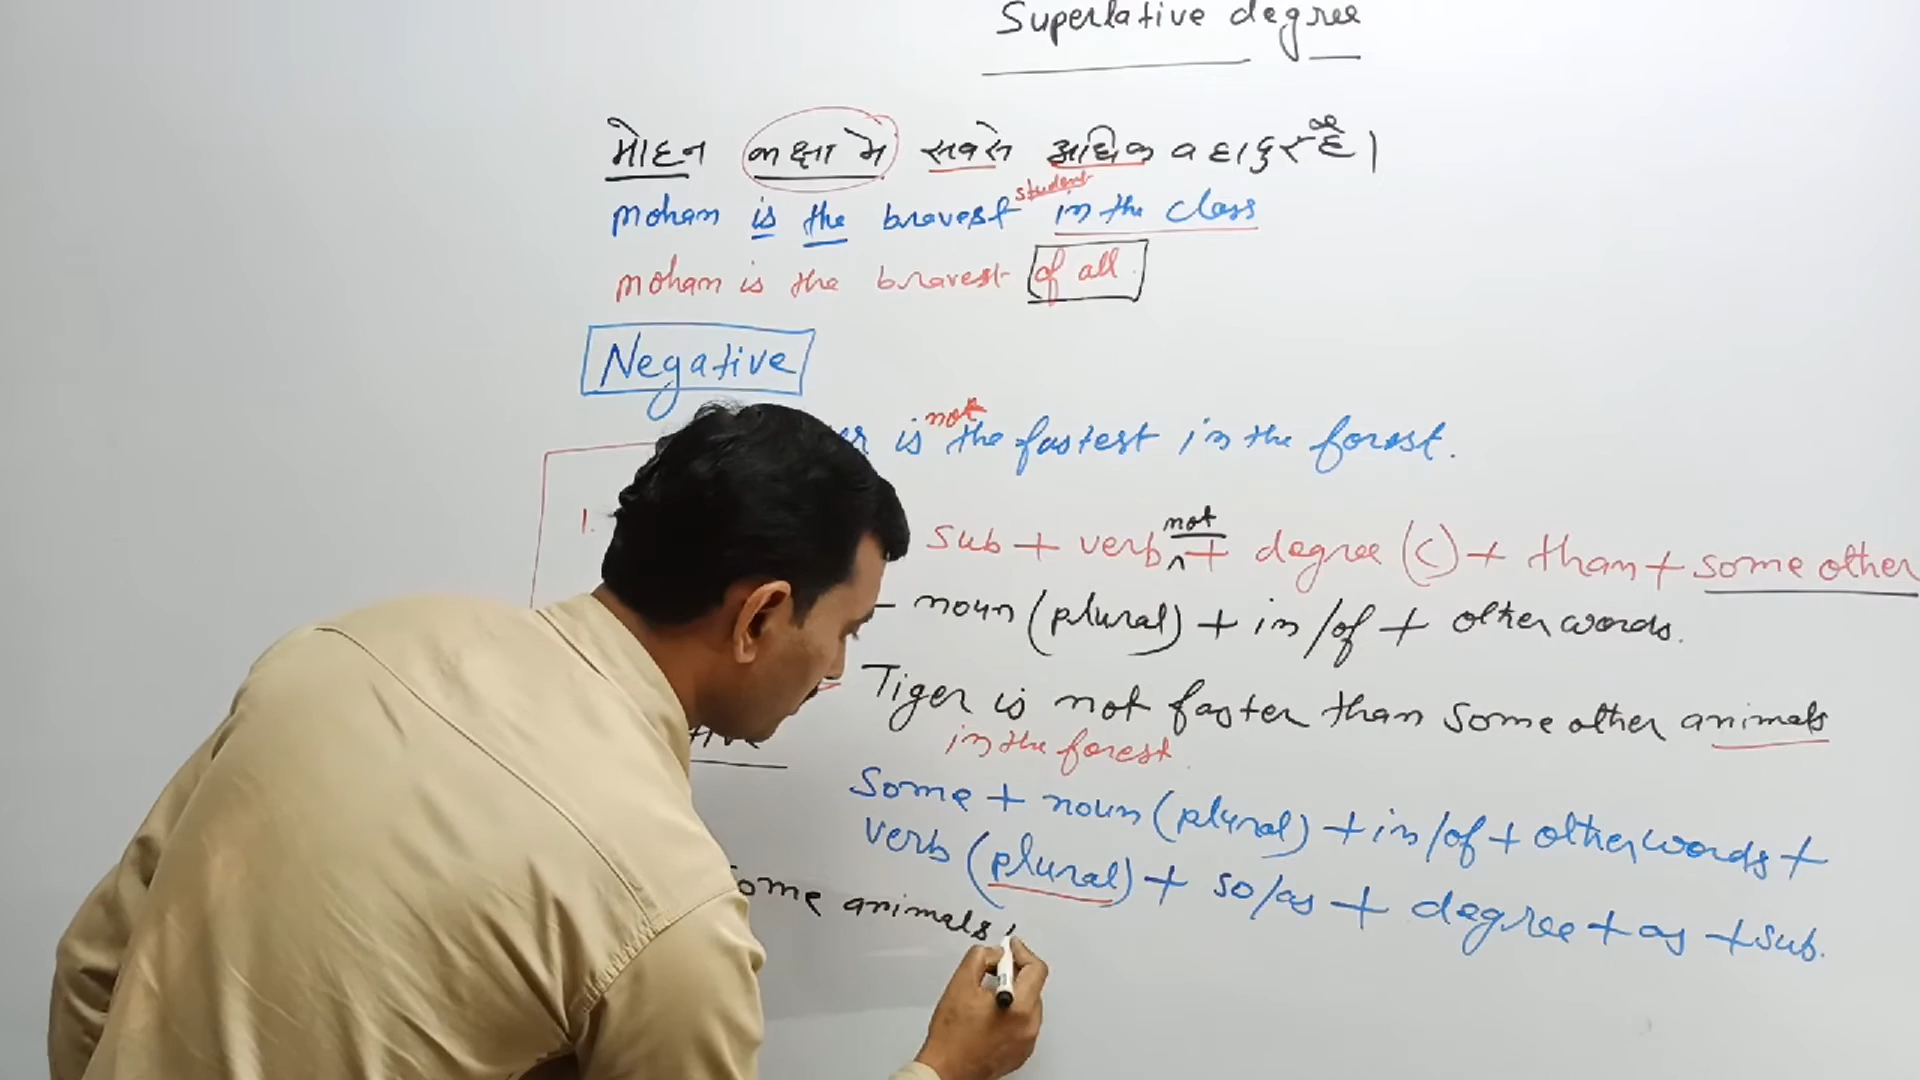 Superlative degree
मोहन कक्षा मे सबसे अधिक बहादुर है।
student
Mohan is the bravest in the class
Mohan is the bravest of all.
Negative
not
is the fastest in the forest.
not
1. sub + verb ^ + degree (c) + than + some other
noun (plural) + in/of + other words.
Tiger is not faster than some other animals
in the forest
Some + noun (plural) + in/of + other words +
verb (plural) + so/as + degree + as + sub.
ome animals